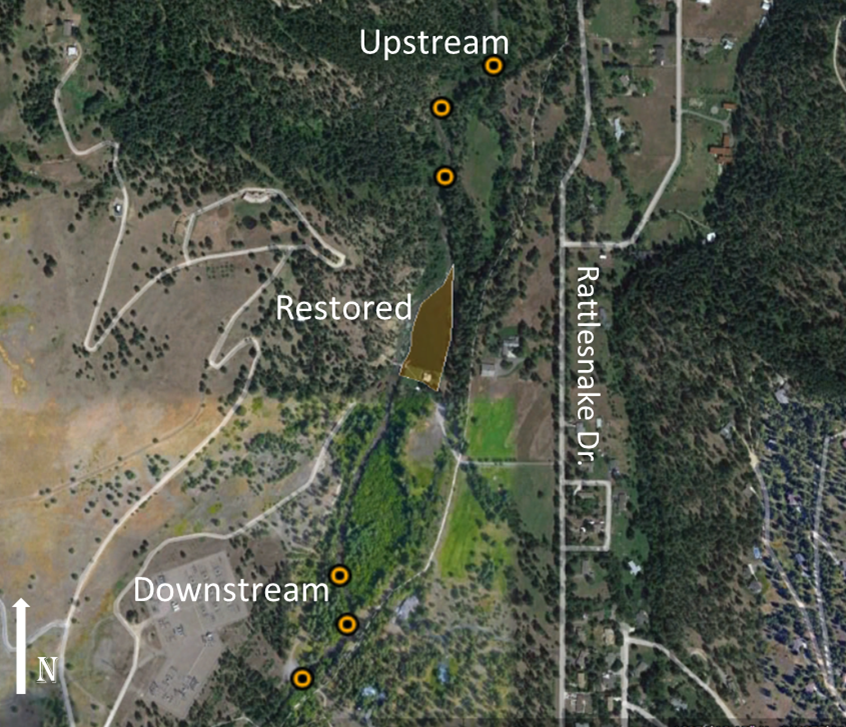 Upstream
Restored
Rattlesnake Dr.
Downstream
N